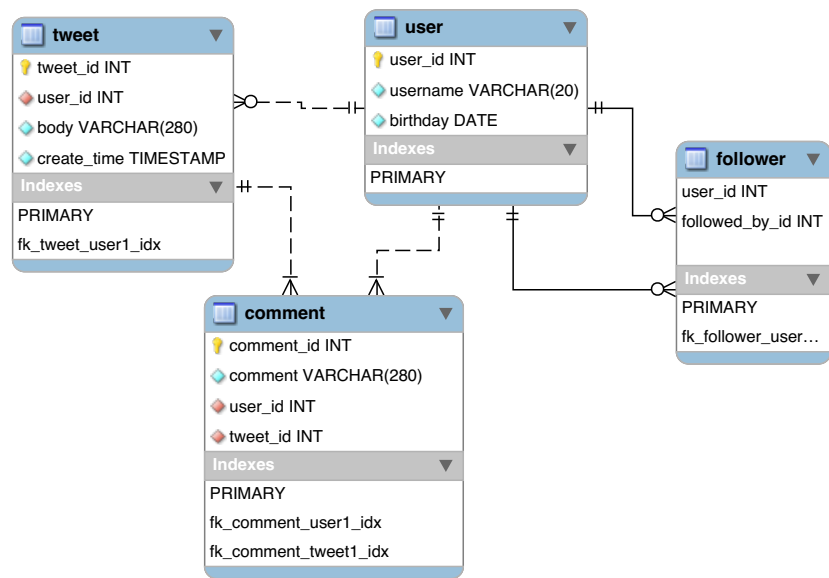 tweet
tweet_id INT
user_id INT
body VARCHAR(280)
create_time TIMESTAMP
Indexes
PRIMARY
fk_tweet_user1_idx
user
user_id INT
username VARCHAR(20)
birthday DATE
Indexes
PRIMARY
follower
user_id INT
followed_by_id INT
Indexes
PRIMARY
fk_follower_user...
comment
comment_id INT
comment VARCHAR(280)
user_id INT
tweet_id INT
Indexes
PRIMARY
fk_comment_user1_idx
fk_comment_tweet1_idx